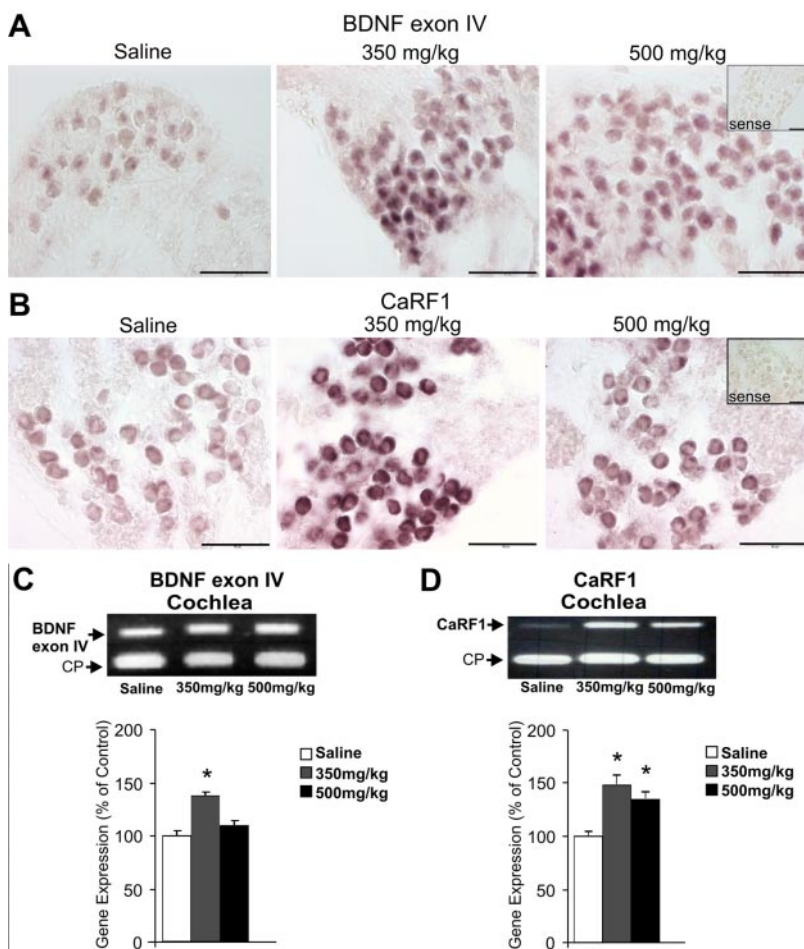 A
BDNF exon IV
Saline
350 mg/kg
500 mg/kg
sense
B
CaRF1
Saline
350 mg/kg
500 mg/kg
sense
C
BDNF exon IV
Cochlea
BDNF
exon IV
CP
Saline 350mg/kg 500mg/kg
Gene Expression (% of Control)
200
150
100
50
0
*
Saline
350mg/kg
500mg/kg
D
CaRF1
Cochlea
CaRF1
CP
Saline 350mg/kg 500mg/kg
Gene Expression (% of Control)
200
150
100
50
0
* *
Saline
350mg/kg
500mg/kg